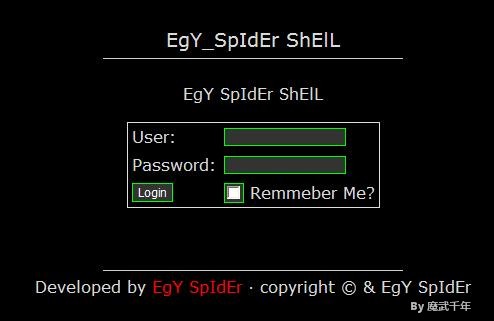 EgY_SpIdEr ShElL
EgY SpIdEr ShElL
User:
Password:
Login Remmeber Me?
Developed by EgY SpIdEr · copyright © & EgY SpIdEr
By 魔武千年